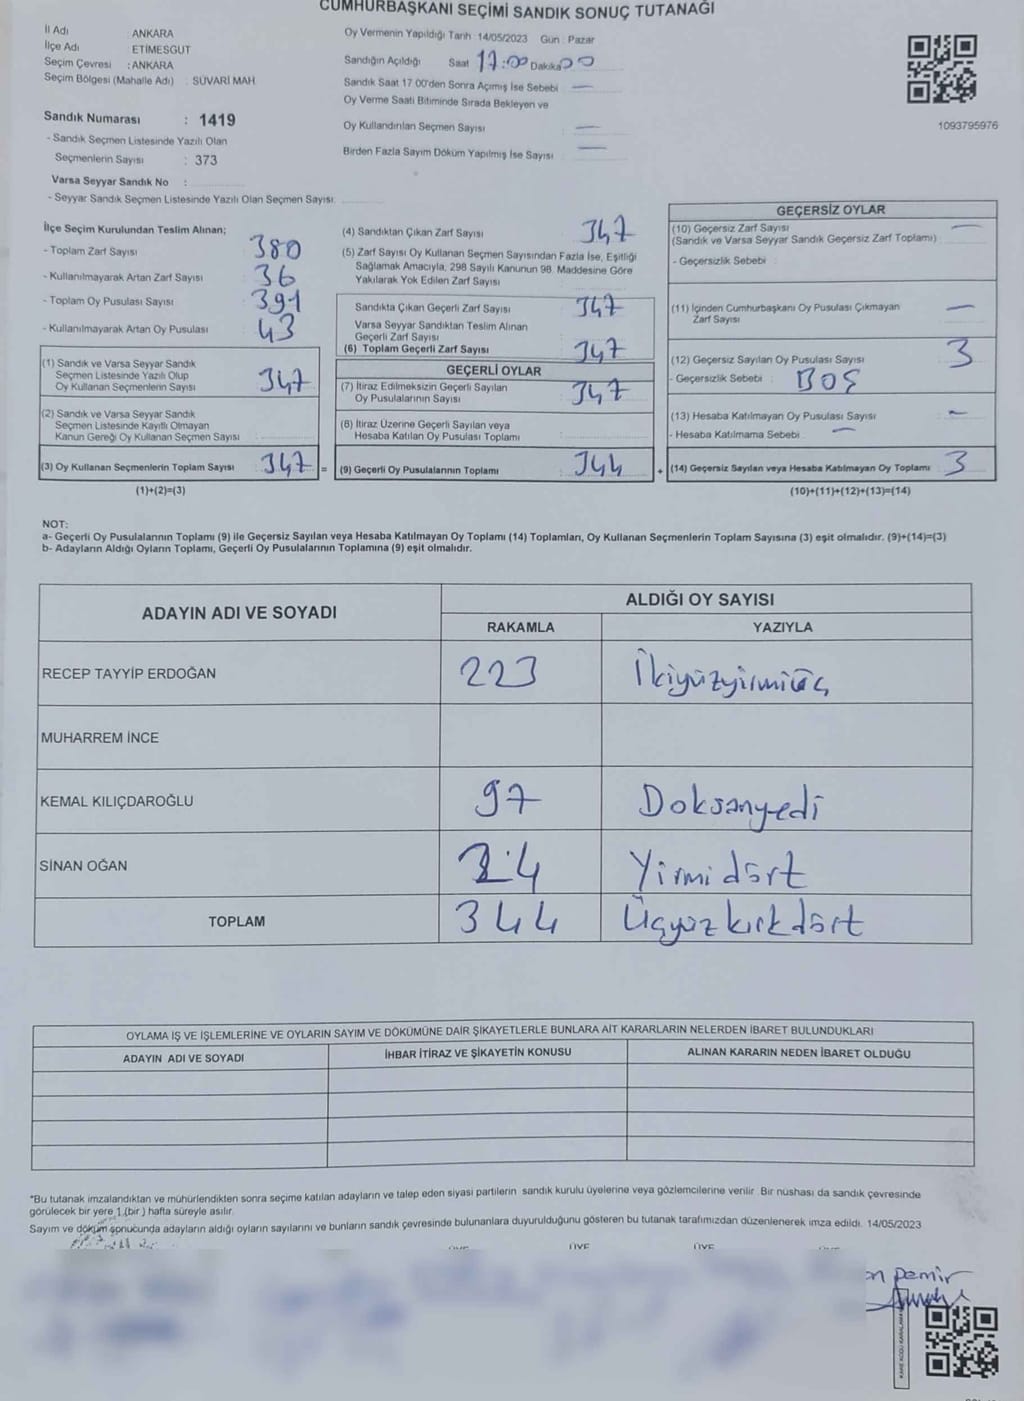 CUMHURBAŞKANI SEÇİMİ SANDIK SONUÇ TUTANAĞI
İl Adı : ANKARA
İlçe Adı : ETİMESGUT
Seçim Çevresi : ANKARA
Seçim Bölgesi (Mahalle Adı) : SÜVARİ MAH
Sandık Numarası : 1419
- Sandık Seçmen Listesinde Yazılı Olan
Seçmenlerin Sayısı : 373
Varsa Seyyar Sandık No :
- Seyyar Sandık Seçmen Listesinde Yazılı Olan Seçmen Sayısı
Oy Vermenin Yapıldığı Tarih : 14/05/2023 Gün : Pazar
Sandığın Açıldığı Saat 17:00 Dakika 00
Sandık Saat 17 00'den Sonra Açımış İse Sebebi —
Oy Verme Saati Bitiminde Sırada Bekleyen ve
Oy Kullandırılan Seçmen Sayısı —
Birden Fazla Sayım Döküm Yapılmış İse Sayısı —
1093795976
İlçe Seçim Kurulundan Teslim Alınan;
- Toplam Zarf Sayısı : 380
- Kullanılmayarak Artan Zarf Sayısı : 36
- Toplam Oy Pusulası Sayısı : 391
- Kullanılmayarak Artan Oy Pusulası : 43
(1) Sandık ve Varsa Seyyar Sandık
Seçmen Listesinde Yazılı Olup
Oy Kullanan Seçmenlerin Sayısı : 347
(2) Sandık ve Varsa Seyyar Sandık
Seçmen Listesinde Kayıtlı Olmayan
Kanun Gereği Oy Kullanan Seçmen Sayısı :
(3) Oy Kullanan Seçmenlerin Toplam Sayısı : 347 =
(1)+(2)=(3)
(4) Sandıktan Çıkan Zarf Sayısı : 347
(5) Zarf Sayısı Oy Kullanan Seçmen Sayısından Fazla İse, Eşitliği
Sağlamak Amacıyla, 298 Sayılı Kanunun 98. Maddesine Göre
Yakılarak Yok Edilen Zarf Sayısı :
Sandıkta Çıkan Geçerli Zarf Sayısı : 347
Varsa Seyyar Sandıktan Teslim Alınan
Geçerli Zarf Sayısı
(6) Toplam Geçerli Zarf Sayısı : 347
GEÇERLİ OYLAR
(7) İtiraz Edilmeksizin Geçerli Sayılan
Oy Pusulalarının Sayısı : 347
(8) İtiraz Üzerine Geçerli Sayılan veya
Hesaba Katılan Oy Pusulası Toplamı :
(9) Geçerli Oy Pusulalarının Toplamı : 344 +
GEÇERSİZ OYLAR
(10) Geçersiz Zarf Sayısı —
(Sandık ve Varsa Seyyar Sandık Geçersiz Zarf Toplamı) :
- Geçersizlik Sebebi :
(11) İçinden Cumhurbaşkanı Oy Pusulası Çıkmayan
Zarf Sayısı —
(12) Geçersiz Sayılan Oy Pusulası Sayısı : 3
- Geçersizlik Sebebi : BOŞ
(13) Hesaba Katılmayan Oy Pusulası Sayısı : —
- Hesaba Katılmama Sebebi : —
(14) Geçersiz Sayılan veya Hesaba Katılmayan Oy Toplamı : 3
(10)+(11)+(12)+(13)=(14)
NOT:
a- Geçerli Oy Pusulalarının Toplamı (9) ile Geçersiz Sayılan veya Hesaba Katılmayan Oy Toplamı (14) Toplamları, Oy Kullanan Seçmenlerin Toplam Sayısına (3) eşit olmalıdır. (9)+(14)=(3)
b- Adayların Aldığı Oyların Toplamı, Geçerli Oy Pusulalarının Toplamına (9) eşit olmalıdır.
ADAYIN ADI VE SOYADI
ALDIĞI OY SAYISI
RAKAMLA YAZIYLA
RECEP TAYYİP ERDOĞAN 223 İkiyüzyirmiüç
MUHARREM İNCE
KEMAL KILIÇDAROĞLU 97 Doksanyedi
SİNAN OĞAN 24 Yirmidört
TOPLAM 344 Üçyüzkırkdört
OYLAMA İŞ VE İŞLEMLERİNE VE OYLARIN SAYIM VE DÖKÜMÜNE DAİR ŞİKAYETLERLE BUNLARA AİT KARARLARIN NELERDEN İBARET BULUNDUKLARI
ADAYIN ADI VE SOYADI İHBAR İTİRAZ VE ŞİKAYETİN KONUSU ALINAN KARARIN NEDEN İBARET OLDUĞU
*Bu tutanak imzalandıktan ve mühürlendikten sonra seçime katılan adayların ve talep eden siyasi partilerin sandık kurulu üyelerine veya gözlemcilerine verilir. Bir nüshası da sandık çevresinde
görülecek bir yere 1 (bir) hafta süreyle asılır.
Sayım ve döküm sonucunda adayların aldığı oyların sayılarını ve bunların sandık çevresinde bulunanlara duyurulduğunu gösteren bu tutanak tarafımızdan düzenlenerek imza edildi. 14/05/2023
ÜYE ÜYE
Demir